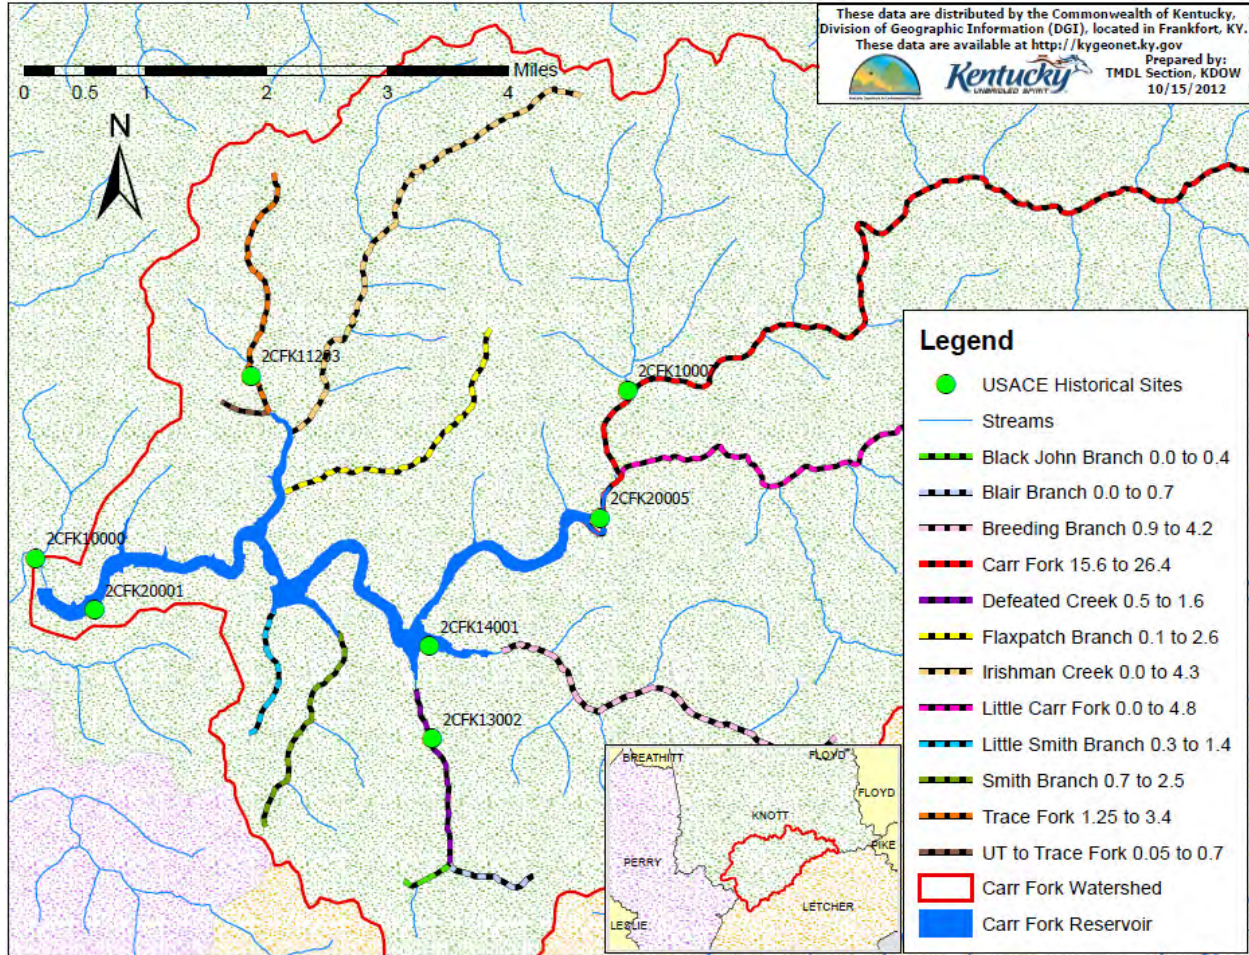 These data are distributed by the Commonwealth of Kentucky,
Division of Geographic Information (DGI), located in Frankfort, KY.
These data are available at http://kygeonet.ky.gov
Prepared by:
TMDL Section, KDOW
10/15/2012
Kentucky
UNBRIDLED SPIRIT
Miles
0 0.5 1 2 3 4
N
2CFK11203
2CFK10007
2CFK20005
2CFK10000
2CFK20001
2CFK14001
2CFK13002
Legend
USACE Historical Sites
Streams
Black John Branch 0.0 to 0.4
Blair Branch 0.0 to 0.7
Breeding Branch 0.9 to 4.2
Carr Fork 15.6 to 26.4
Defeated Creek 0.5 to 1.6
Flaxpatch Branch 0.1 to 2.6
Irishman Creek 0.0 to 4.3
Little Carr Fork 0.0 to 4.8
Little Smith Branch 0.3 to 1.4
Smith Branch 0.7 to 2.5
Trace Fork 1.25 to 3.4
UT to Trace Fork 0.05 to 0.7
Carr Fork Watershed
Carr Fork Reservoir
BREATHITT
FLOYD
FLOYD
KNOTT
PIKE
PERRY
LETCHER
LESLIE